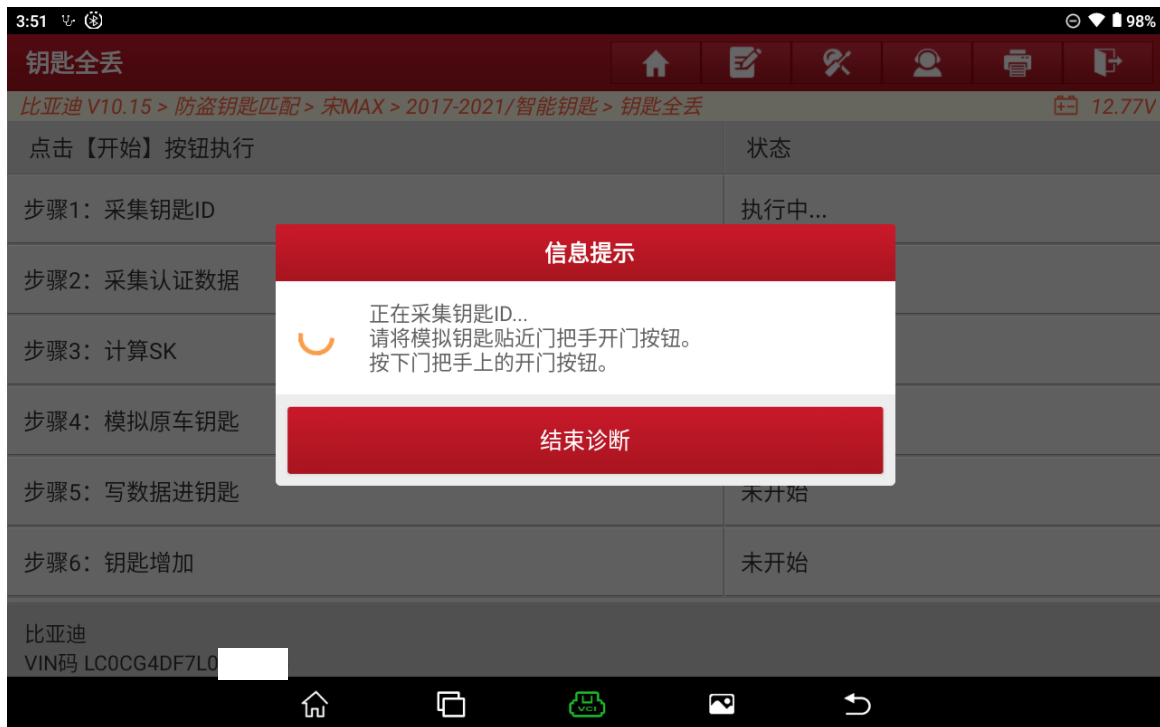 3:51
98%
钥匙全丢
比亚迪 V10.15 > 防盗钥匙匹配 > 宋MAX > 2017-2021/智能钥匙 > 钥匙全丢
12.77V
点击【开始】按钮执行
状态
步骤1：采集钥匙ID
执行中...
步骤2：采集认证数据
步骤3：计算SK
步骤4：模拟原车钥匙
信息提示
正在采集钥匙ID...
请将模拟钥匙贴近门把手开门按钮。
按下门把手上的开门按钮。
结束诊断
步骤5：写数据进钥匙
未开始
步骤6：钥匙增加
未开始
比亚迪
VIN码 LC0CG4DF7L0
VCI